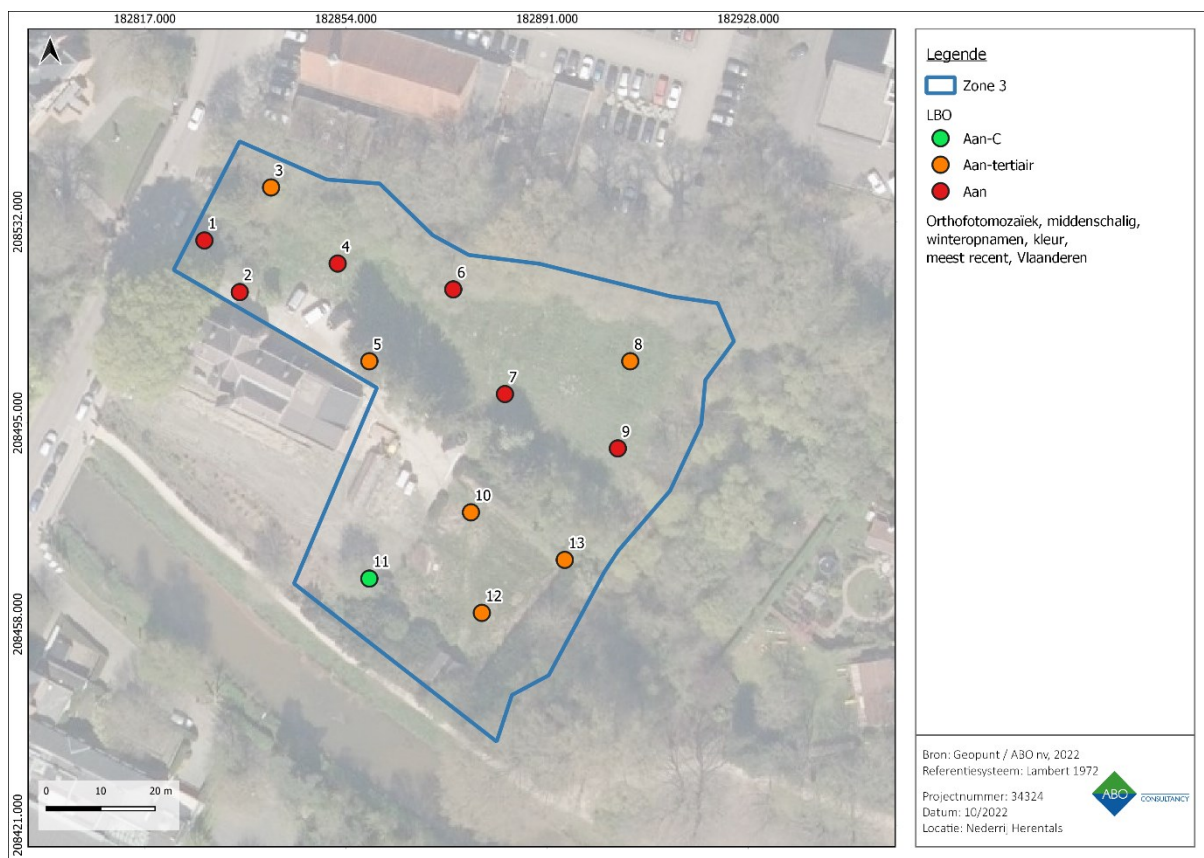 182817.000 182854.000 182891.000 182928.000
208532.000
208495.000
208458.000
208421.000
3
1
4
2
6
5
8
7
9
10
13
11
12
0 10 20 m
Legende
Zone 3
LBO
Aan-C
Aan-tertiair
Aan
Orthofotomozaïek, middenschalig,
winteropnamen, kleur,
meest recent, Vlaanderen
Bron: Geopunt / ABO nv, 2022
Referentiesysteem: Lambert 1972
Projectnummer: 34324
Datum: 10/2022
Locatie: Nederrij, Herentals
ABO
CONSULTANCY